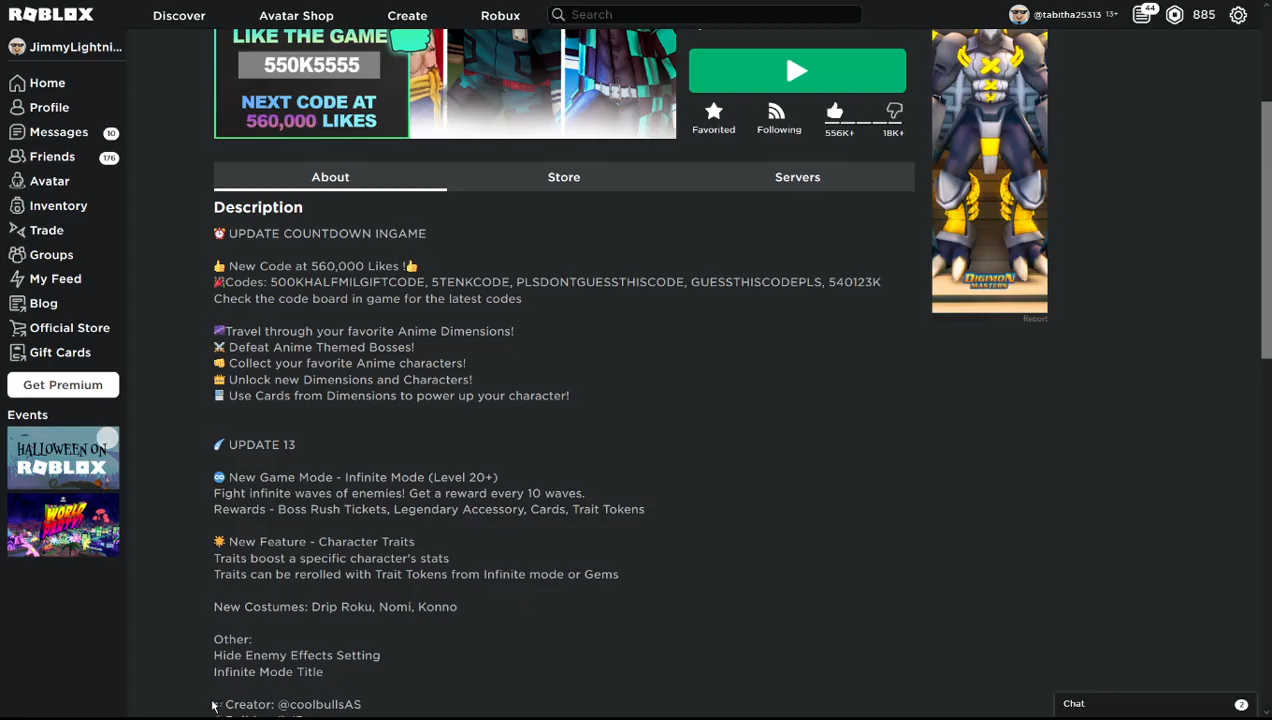 ROBLOX
Discover
Avatar Shop
Create
Robux
Search
@tabitha25313 13+
44
885
JimmyLightni...
Home
Profile
Messages 10
Friends 176
Avatar
Inventory
Trade
Groups
My Feed
Blog
Official Store
Gift Cards
Get Premium
Events
HALLOWEEN ON
ROBLOX
WORLD
PARTY
LIKE THE GAME
550K5555
NEXT CODE AT
560,000 LIKES
Favorited
Following
556K+
18K+
About
Store
Servers
Description
UPDATE COUNTDOWN INGAME
New Code at 560,000 Likes !
Codes: 500KHALFMILGIFTCODE, 5TENKCODE, PLSDONTGUESSTHISCODE, GUESSTHISCODEPLS, 540123K
Check the code board in game for the latest codes
Travel through your favorite Anime Dimensions!
Defeat Anime Themed Bosses!
Collect your favorite Anime characters!
Unlock new Dimensions and Characters!
Use Cards from Dimensions to power up your character!
UPDATE 13
New Game Mode - Infinite Mode (Level 20+)
Fight infinite waves of enemies! Get a reward every 10 waves.
Rewards - Boss Rush Tickets, Legendary Accessory, Cards, Trait Tokens
New Feature - Character Traits
Traits boost a specific character's stats
Traits can be rerolled with Trait Tokens from Infinite mode or Gems
New Costumes: Drip Roku, Nomi, Konno
Other:
Hide Enemy Effects Setting
Infinite Mode Title
Creator: @coolbullsAS
DIGIMON
MASTERS
Report
Chat 2